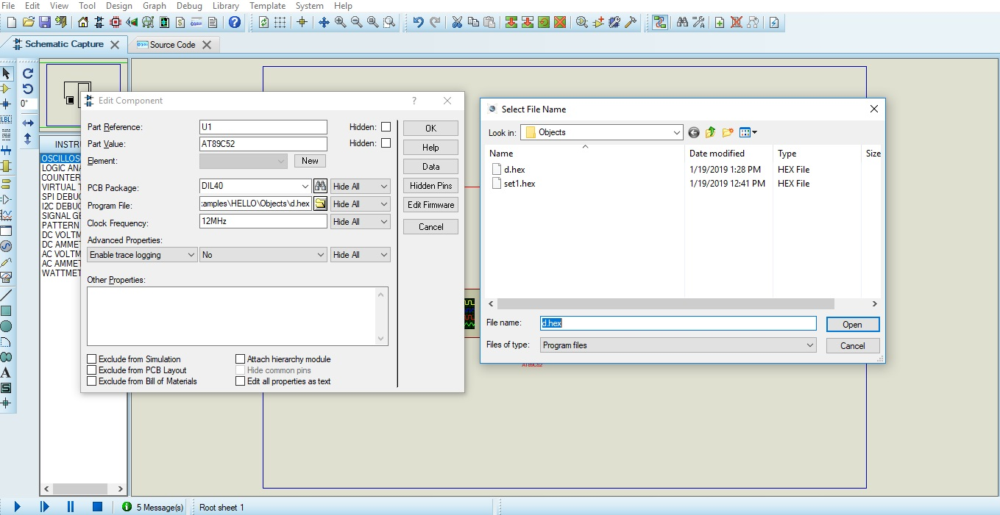 File Edit View Tool Design Graph Debug Library Template System Help
Schematic Capture Source Code
0°
LBL
INSTR
OSCILLOS
LOGIC ANA
COUNTER
VIRTUAL T
SPI DEBUG
I2C DEBUG
SIGNAL GE
PATTERN
DC VOLTM
DC AMMET
AC VOLTM
AC AMMET
WATTMET
Edit Component ?
Part Reference: U1 Hidden:
Part Value: AT89C52 Hidden:
Element: New
PCB Package: DIL40 Hide All
Program File: :amples\HELLO\Objects\d.hex Hide All
Clock Frequency: 12MHz Hide All
Advanced Properties:
Enable trace logging No Hide All
Other Properties:
Exclude from Simulation Attach hierarchy module
Exclude from PCB Layout Hide common pins
Exclude from Bill of Materials Edit all properties as text
OK
Help
Data
Hidden Pins
Edit Firmware
Cancel
Select File Name
Look in: Objects
Name Date modified Type Size
d.hex 1/19/2019 1:28 PM HEX File
set1.hex 1/19/2019 12:41 PM HEX File
File name: d.hex Open
Files of type: Program files Cancel
AT89C52
A
S
5 Message(s) Root sheet 1